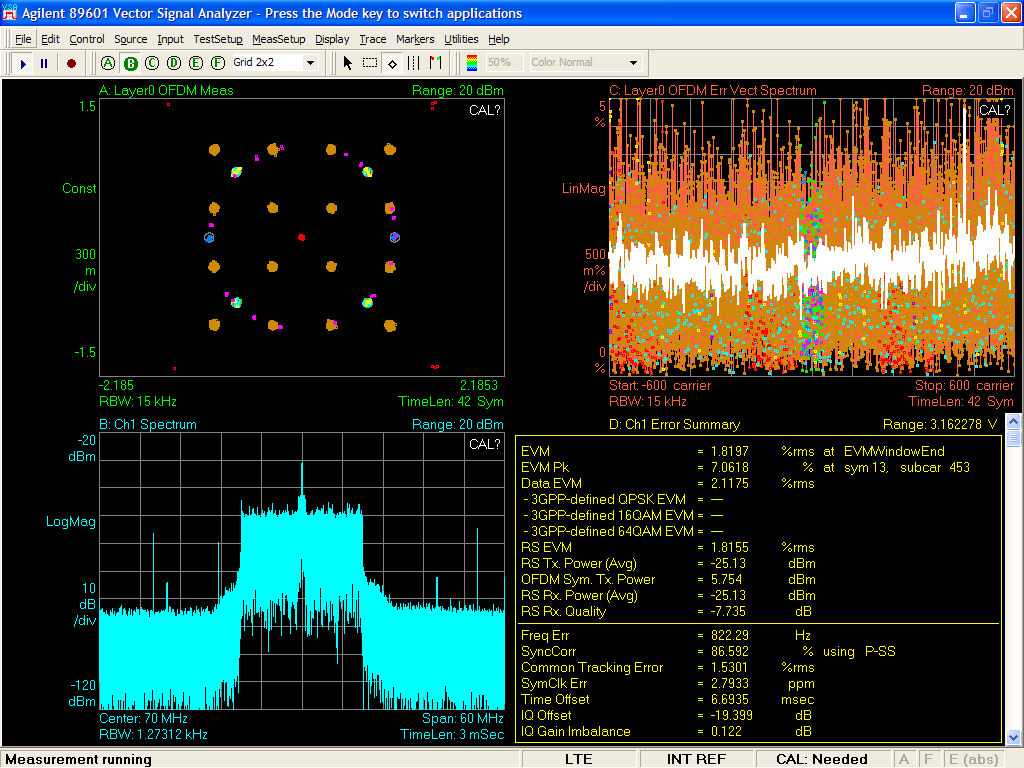 Agilent 89601 Vector Signal Analyzer - Press the Mode key to switch applications
File Edit Control Source Input TestSetup MeasSetup Display Trace Markers Utilities Help
A B C D E F Grid 2x2 50% Color Normal
A: Layer0 OFDM Meas Range: 20 dBm
1.5
CAL?
Const
300
m
/div
-1.5
-2.185 2.1853
RBW: 15 kHz TimeLen: 42 Sym
C: Layer0 OFDM Err Vect Spectrum Range: 20 dBm
5
%
CAL?
LinMag
500
m%
/div
0
%
Start: -600 carrier Stop: 600 carrier
RBW: 15 kHz TimeLen: 42 Sym
B: Ch1 Spectrum Range: 20 dBm
-20
dBm
CAL?
LogMag
10
dB
/div
-120
dBm
Center: 70 MHz Span: 60 MHz
RBW: 1.27312 kHz TimeLen: 3 mSec
D: Ch1 Error Summary Range: 3.162278 V
EVM = 1.8197 %rms at EVMWindowEnd
EVM Pk = 7.0618 % at sym 13, subcar 453
Data EVM = 2.1175 %rms
- 3GPP-defined QPSK EVM = —
- 3GPP-defined 16QAM EVM = —
- 3GPP-defined 64QAM EVM = —
RS EVM = 1.8155 %rms
RS Tx. Power (Avg) = -25.13 dBm
OFDM Sym. Tx. Power = 5.754 dBm
RS Rx. Power (Avg) = -25.13 dBm
RS Rx. Quality = -7.735 dB
Freq Err = 822.29 Hz
SyncCorr = 86.592 % using P-SS
Common Tracking Error = 1.5301 %rms
SymClk Err = 2.7933 ppm
Time Offset = 6.6935 msec
IQ Offset = -19.399 dB
IQ Gain Imbalance = 0.122 dB
Measurement running LTE INT REF CAL: Needed A F E (abs)